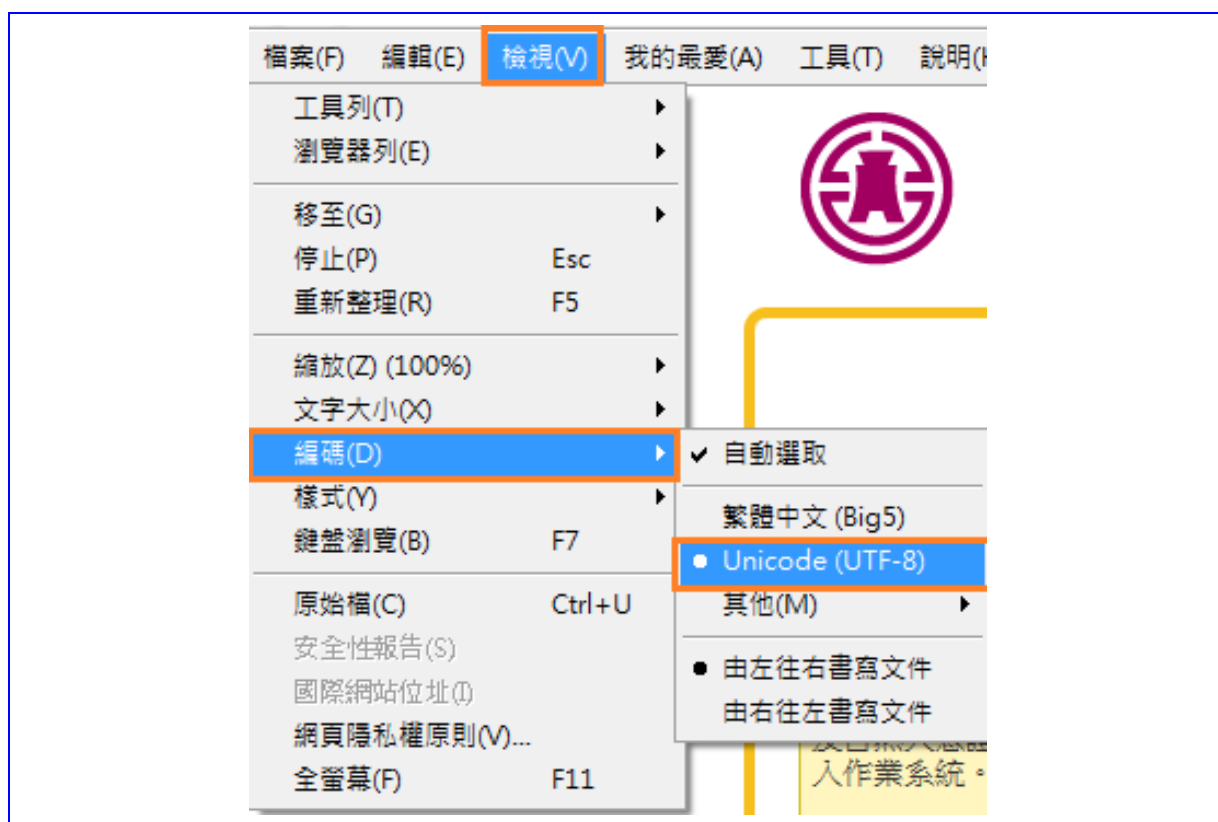 檔案(F) 編輯(E) 檢視(V) 我的最愛(A) 工具(T) 說明(
工具列(T)
瀏覽器列(E)
移至(G)
停止(P) Esc
重新整理(R) F5
縮放(Z) (100%)
文字大小(X)
編碼(D)
樣式(Y)
鍵盤瀏覽(B) F7
原始檔(C) Ctrl+U
安全性報告(S)
國際網站位址(I)
網頁隱私權原則(V)...
全螢幕(F) F11
自動選取
繁體中文 (Big5)
Unicode (UTF-8)
其他(M)
由左往右書寫文件
由右往左書寫文件
入作業系統。